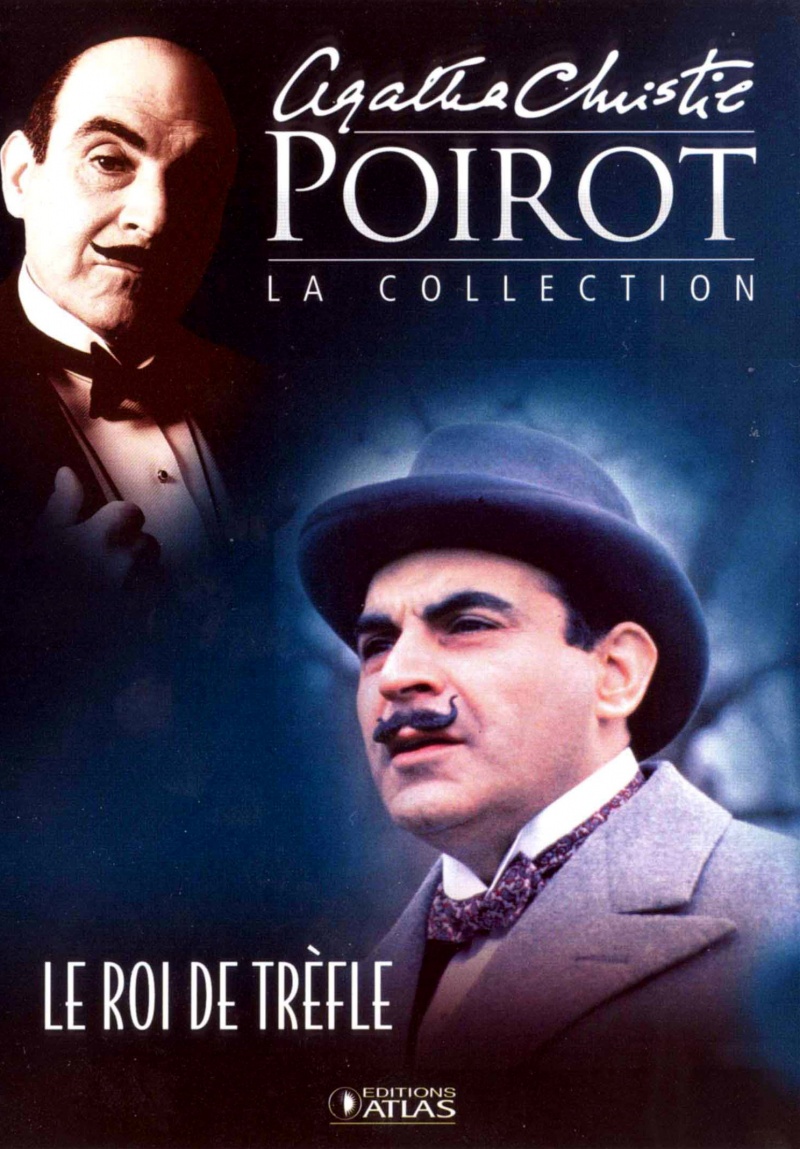 Agatha Christie
POIROT
LA COLLECTION
LE ROI DE TRÈFLE
EDITIONS
ATLAS